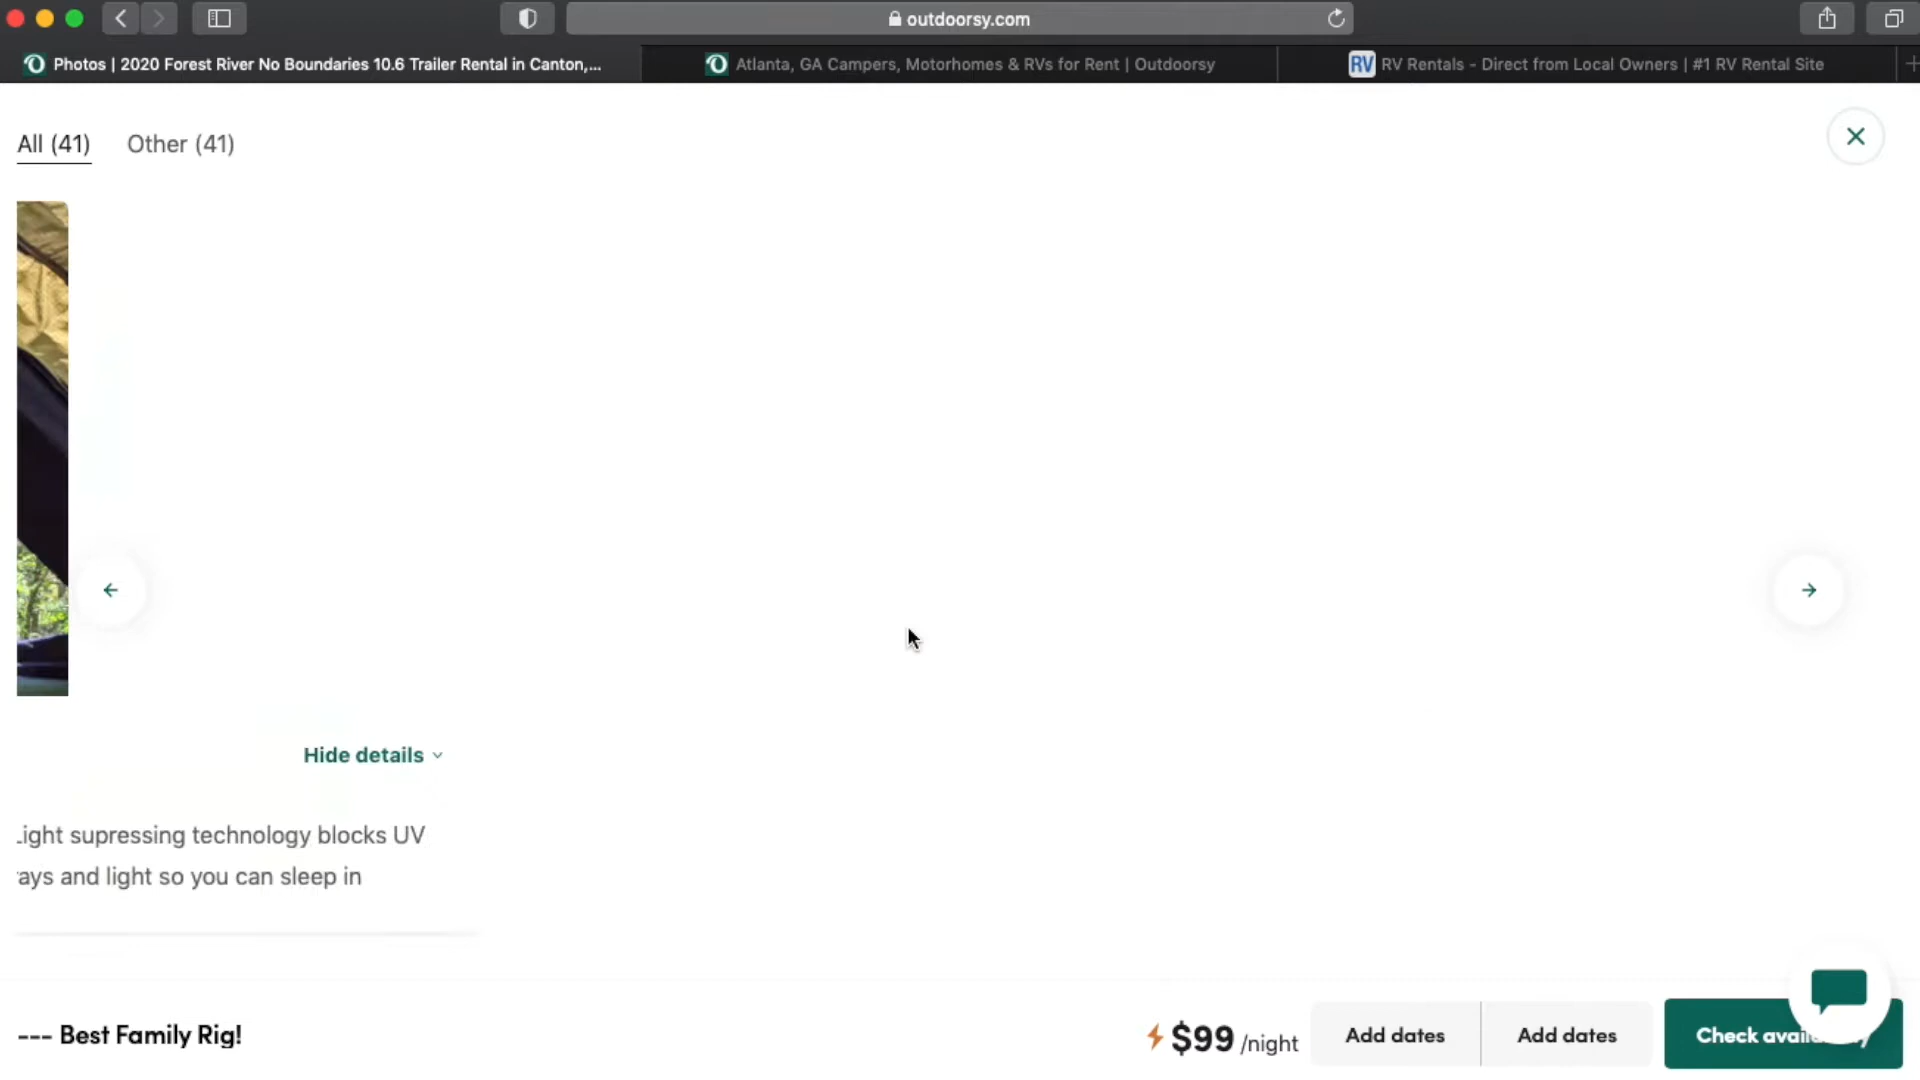 outdoorsy.com
Photos | 2020 Forest River No Boundaries 10.6 Trailer Rental in Canton,...
Atlanta, GA Campers, Motorhomes & RVs for Rent | Outdoorsy
RV RV Rentals - Direct from Local Owners | #1 RV Rental Site
All (41) Other (41)
Hide details
Light supressing technology blocks UV
rays and light so you can sleep in
--- Best Family Rig!
$99 /night
Add dates
Add dates
Check